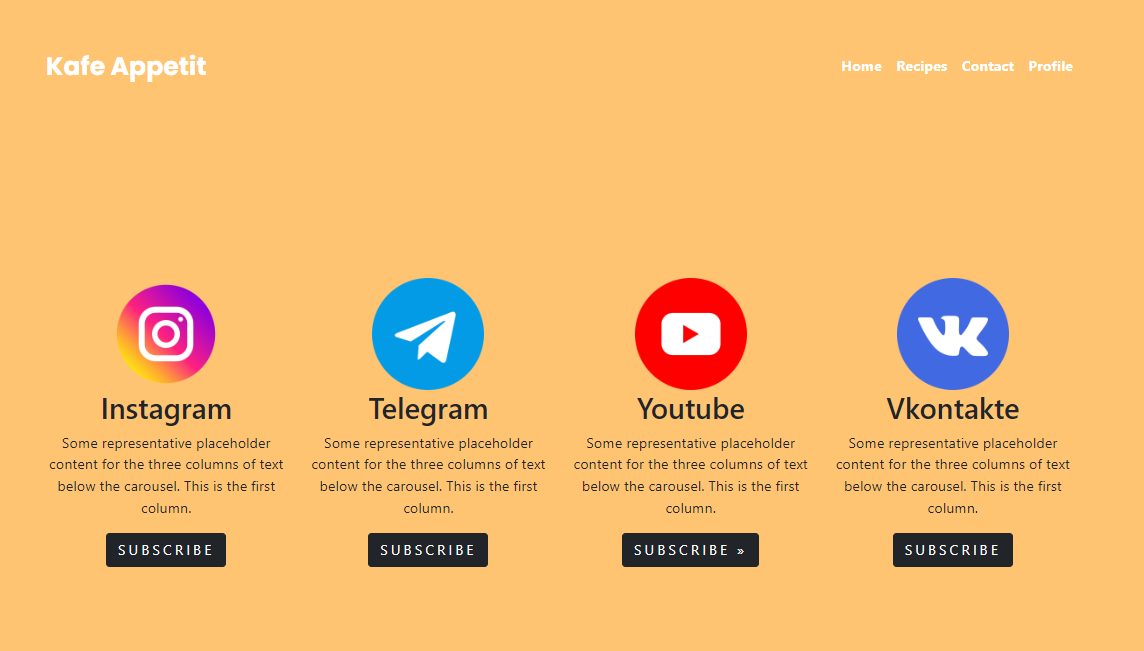 Kafe Appetit
Home Recipes Contact Profile
Instagram
Some representative placeholder
content for the three columns of text
below the carousel. This is the first
column.
SUBSCRIBE
Telegram
Some representative placeholder
content for the three columns of text
below the carousel. This is the first
column.
SUBSCRIBE
Youtube
Some representative placeholder
content for the three columns of text
below the carousel. This is the first
column.
SUBSCRIBE »
Vkontakte
Some representative placeholder
content for the three columns of text
below the carousel. This is the first
column.
SUBSCRIBE